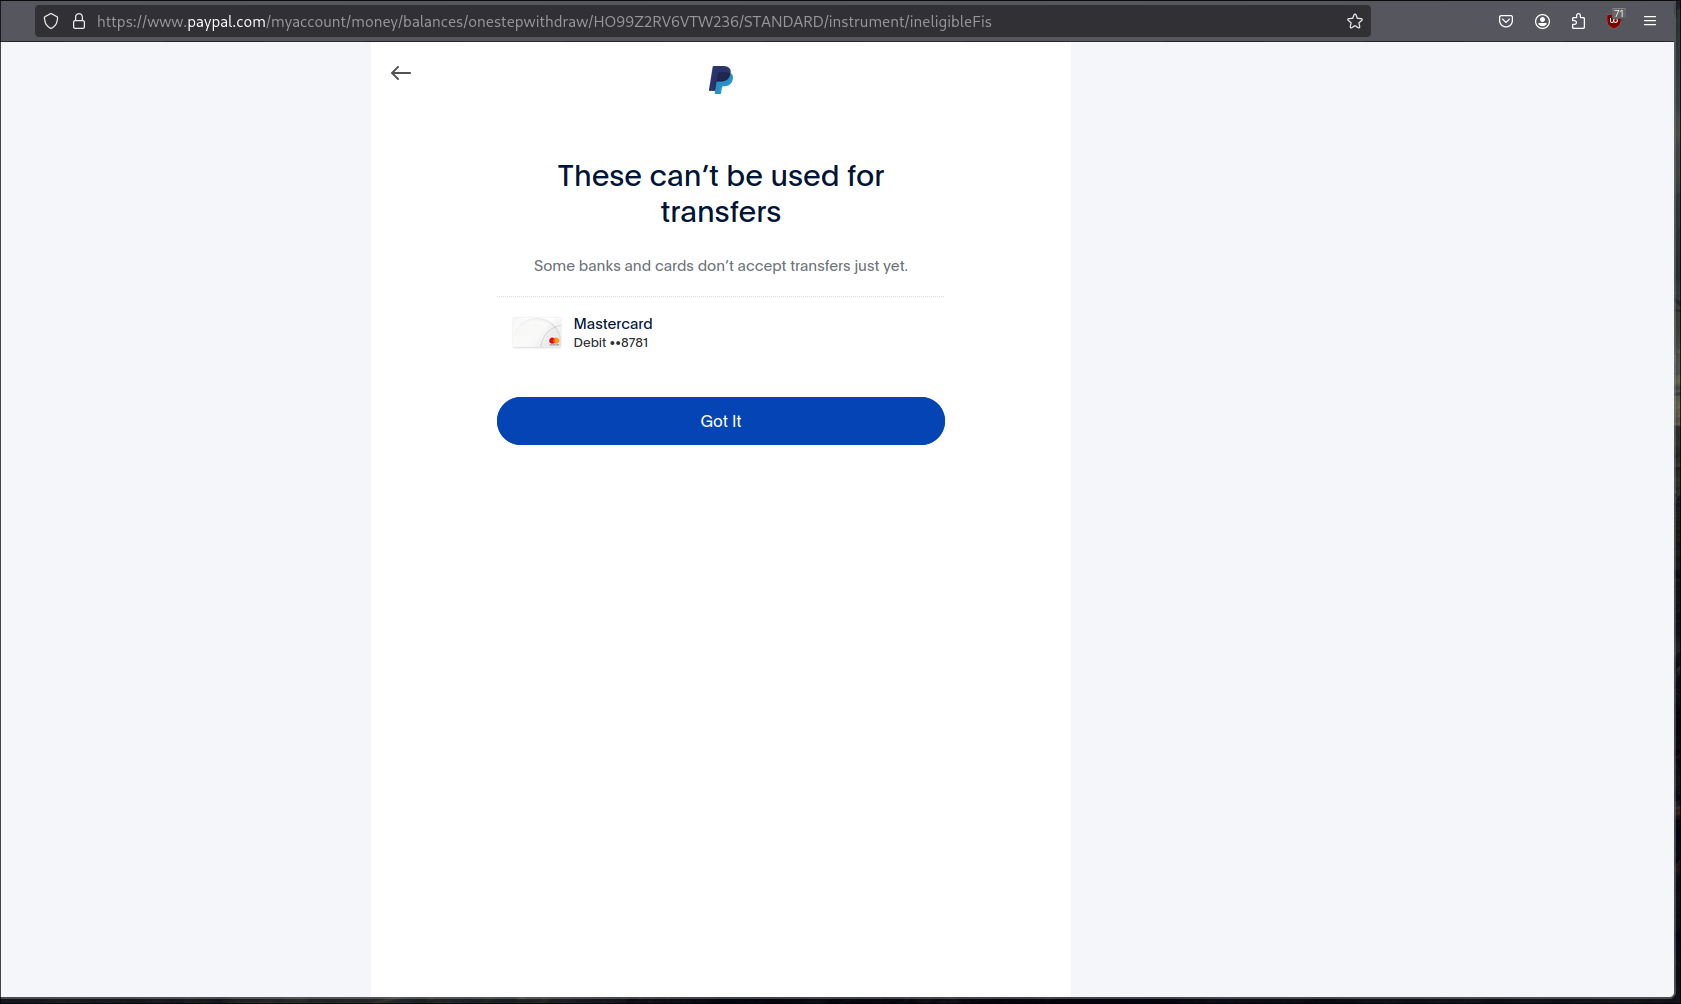 https://www.paypal.com/myaccount/money/balances/onestepwithdraw/HO99Z2RV6VTW236/STANDARD/instrument/ineligibleFis
71
These can’t be used for
transfers
Some banks and cards don’t accept transfers just yet.
Mastercard
Debit ••8781
Got It